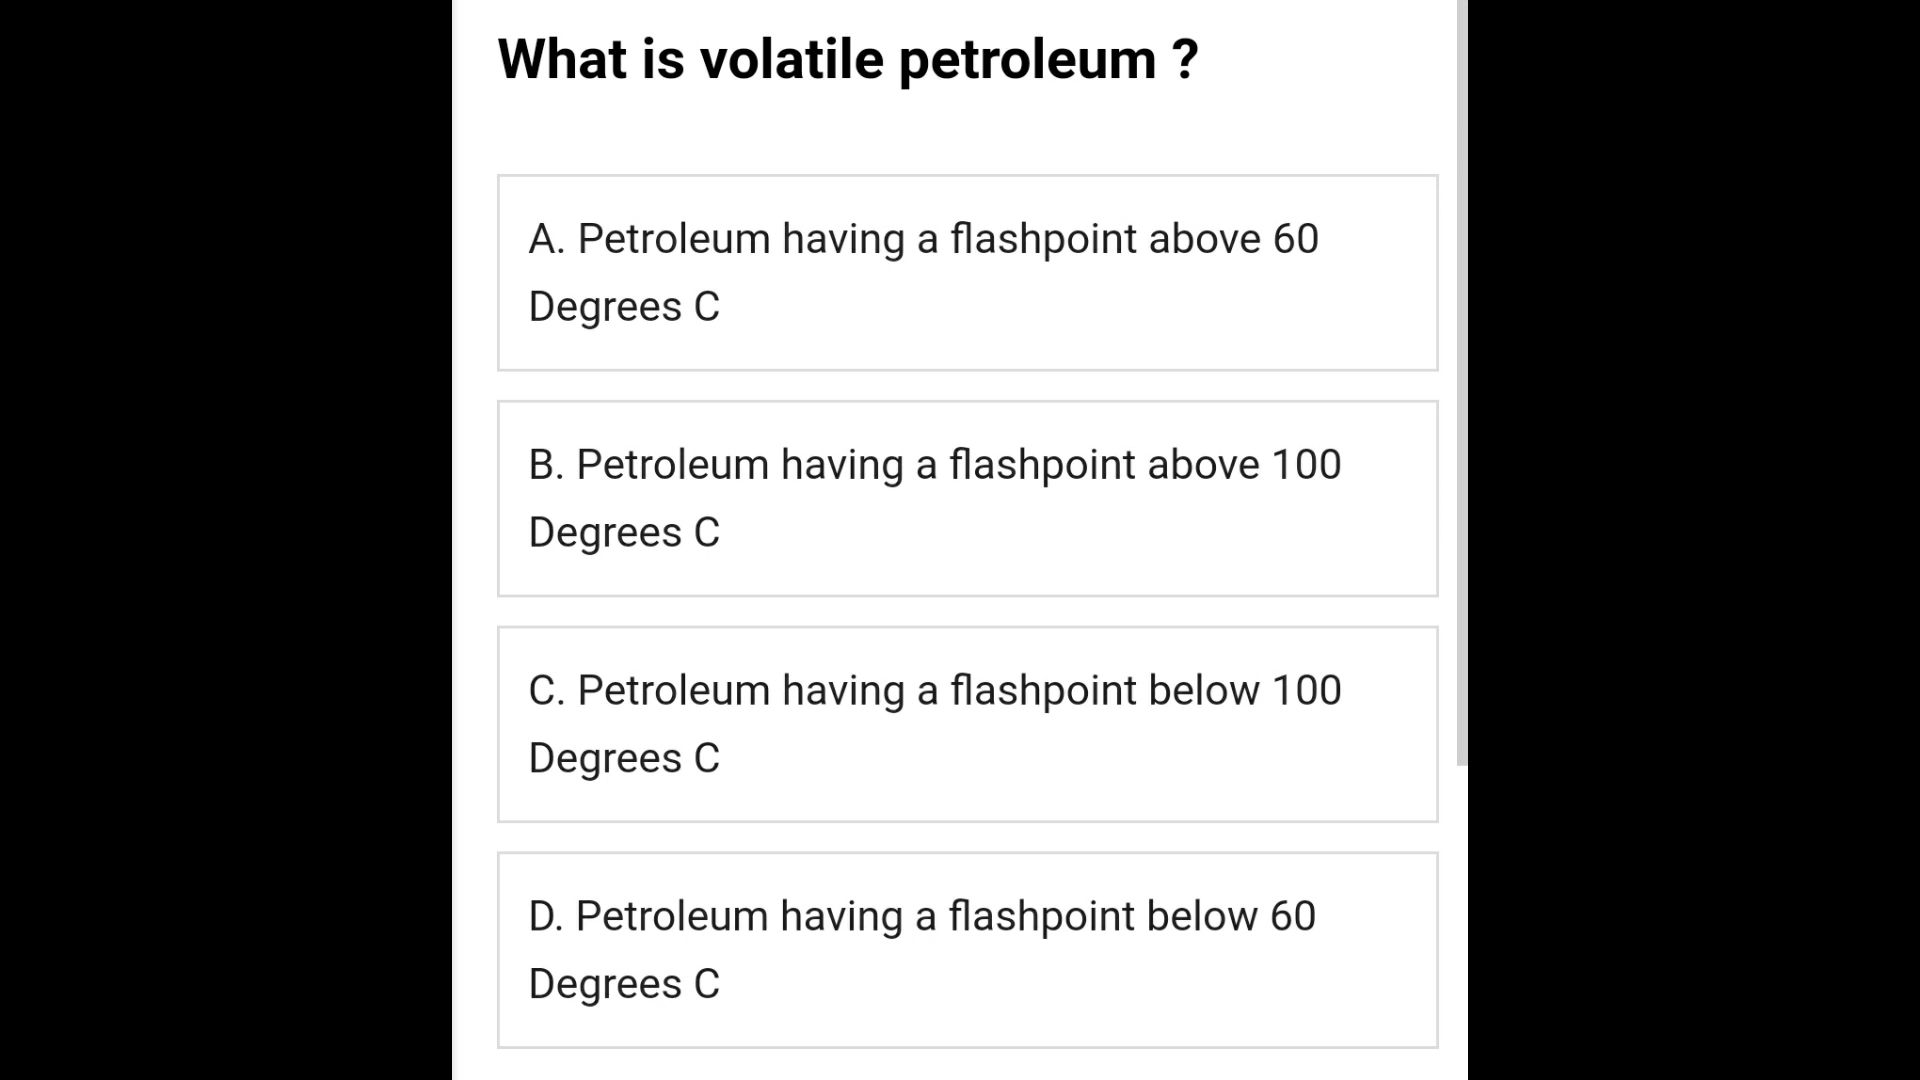 What is volatile petroleum ?
A. Petroleum having a flashpoint above 60
Degrees C
B. Petroleum having a flashpoint above 100
Degrees C
C. Petroleum having a flashpoint below 100
Degrees C
D. Petroleum having a flashpoint below 60
Degrees C